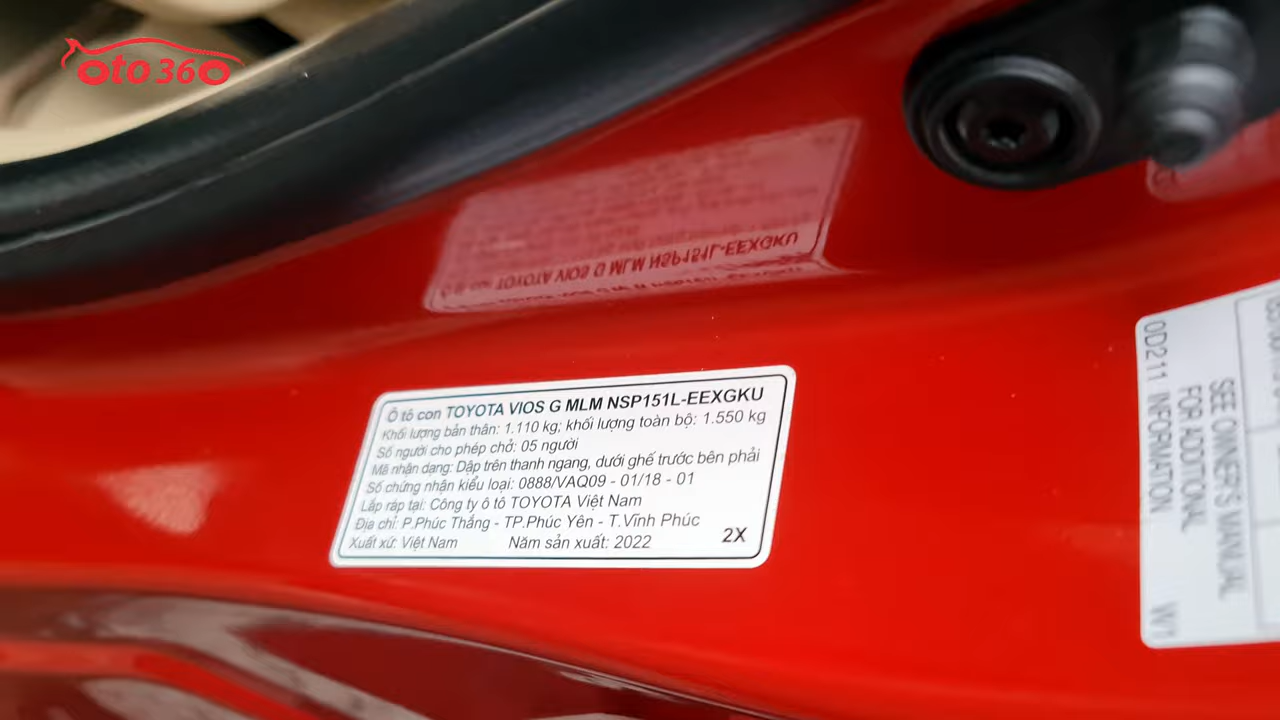 oto 360
Ô tô con TOYOTA VIOS G MLM NSP151L-EEXGKU
Khối lượng bản thân: 1.110 kg; khối lượng toàn bộ: 1.550 kg
Số người cho phép chở: 05 người
Mã nhận dạng: Dập trên thanh ngang, dưới ghế trước bên phải
Số chứng nhận kiểu loại: 0888/VAQ09 - 01/18 - 01
Lắp ráp tại: Công ty ô tô TOYOTA Việt Nam
Địa chỉ: P.Phúc Thắng - TP.Phúc Yên - T.Vĩnh Phúc
Xuất xứ: Việt Nam Năm sản xuất: 2022 2X
SEE OWNER'S MANUAL
FOR ADDITIONAL
0D211 INFORMATION W1